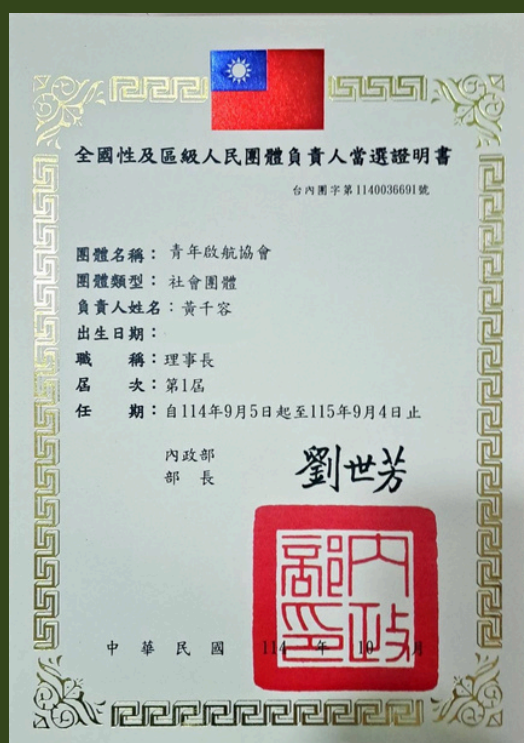 全國性及區級人民團體負責人當選證明書
台內團字第1140036691號
團體名稱：青年啟航協會
團體類型：社會團體
負責人姓名：黃千容
出生日期：
職　　稱：理事長
屆　　次：第1屆
任　　期：自114年9月5日起至115年9月4日止
內政部
部　長　劉世芳
內政部印
中　華　民　國　114　年　10　月